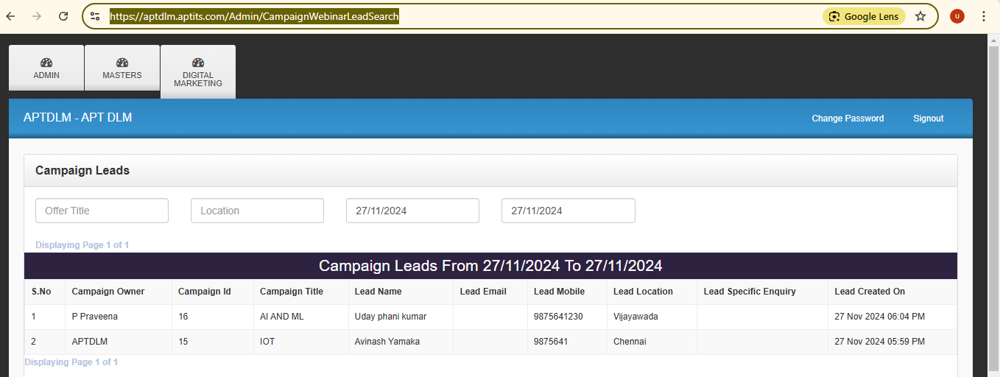 https://aptdlm.aptits.com/Admin/CampaignWebinarLeadSearch Google Lens u
ADMIN MASTERS DIGITAL
MARKETING
APTDLM - APT DLM Change Password Signout
Campaign Leads
Offer Title Location 27/11/2024 27/11/2024
Displaying Page 1 of 1
Campaign Leads From 27/11/2024 To 27/11/2024
S.No Campaign Owner Campaign Id Campaign Title Lead Name Lead Email Lead Mobile Lead Location Lead Specific Enquiry Lead Created On
1 P Praveena 16 AI AND ML Uday phani kumar 9875641230 Vijayawada 27 Nov 2024 06:04 PM
2 APTDLM 15 IOT Avinash Yamaka 9875641 Chennai 27 Nov 2024 05:59 PM
Displaying Page 1 of 1